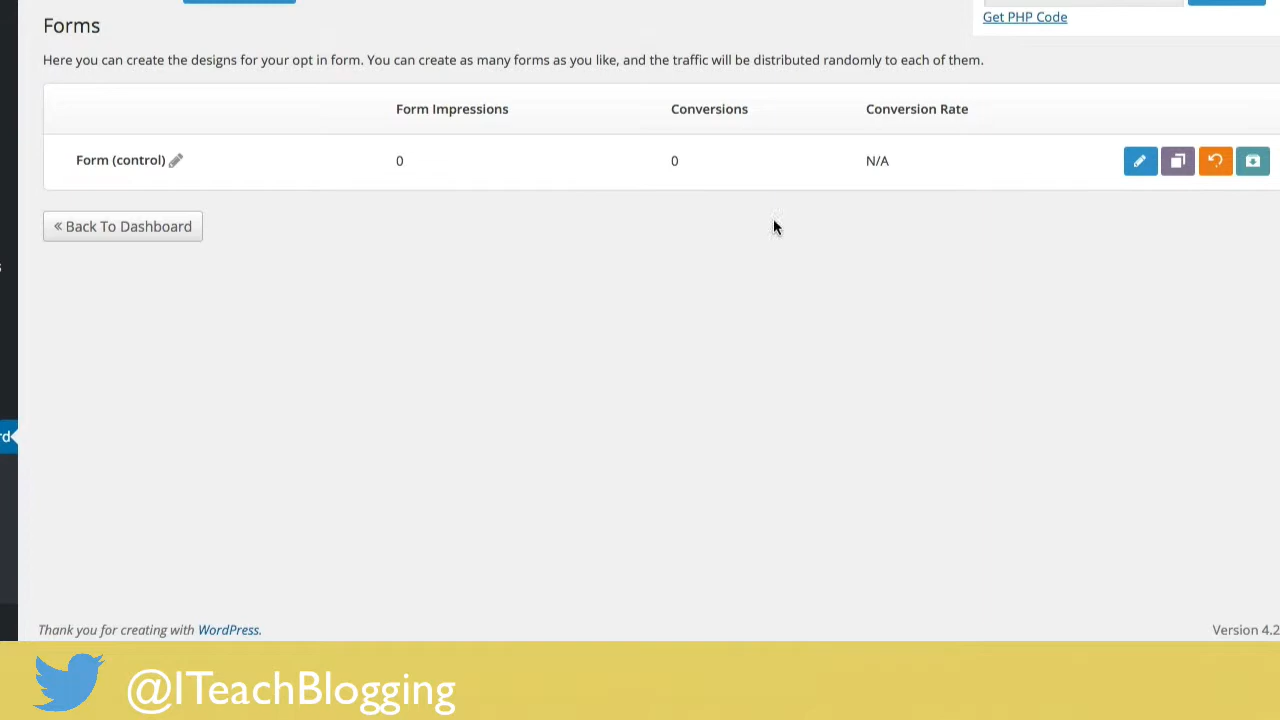 Get PHP Code
Forms
Here you can create the designs for your opt in form. You can create as many forms as you like, and the traffic will be distributed randomly to each of them.
Form Impressions Conversions Conversion Rate
Form (control) 0 0 N/A
« Back To Dashboard
rd
Thank you for creating with WordPress. Version 4.2
@ITeachBlogging